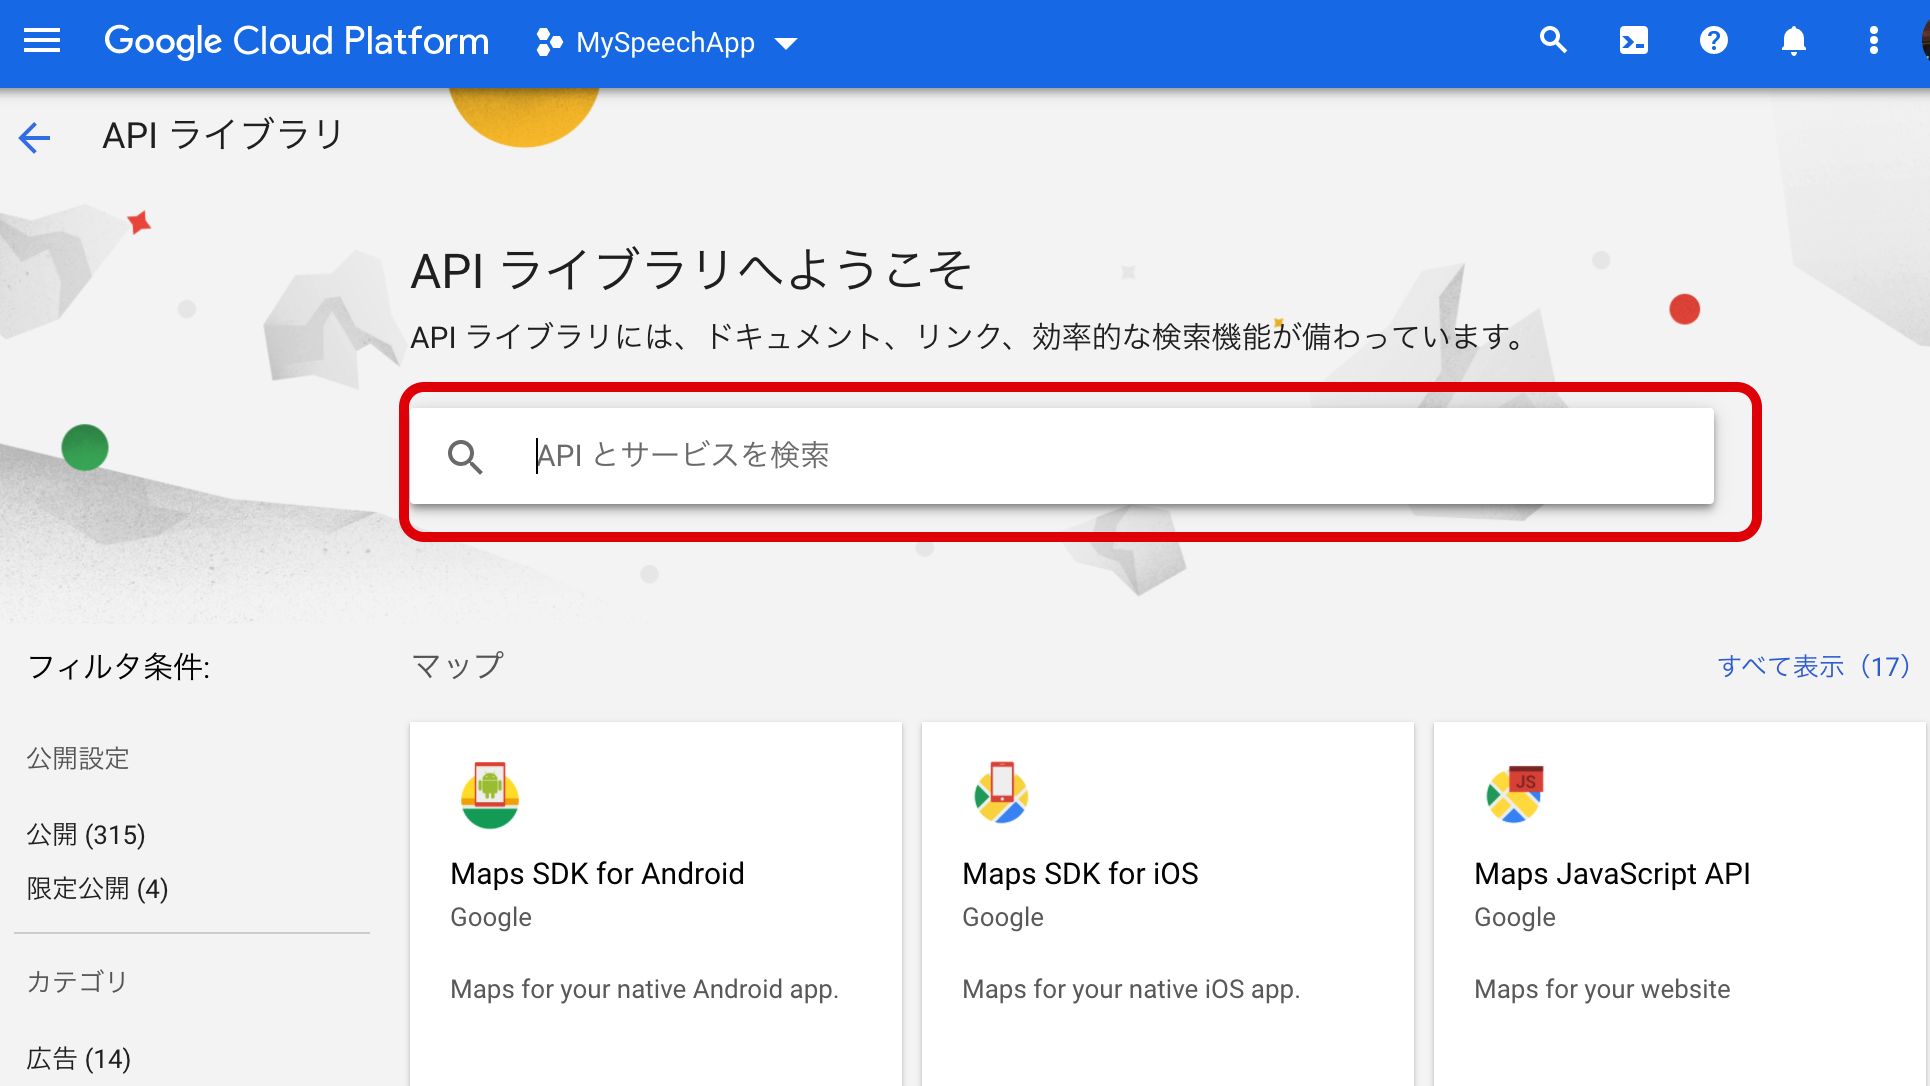 Google Cloud Platform MySpeechApp
API ライブラリ
API ライブラリへようこそ
API ライブラリには、ドキュメント、リンク、効率的な検索機能が備わっています。
API とサービスを検索
フィルタ条件:
公開設定
公開 (315)
限定公開 (4)
カテゴリ
広告 (14)
マップ
すべて表示（17）
Maps SDK for Android
Google
Maps for your native Android app.
Maps SDK for iOS
Google
Maps for your native iOS app.
JS
Maps JavaScript API
Google
Maps for your website